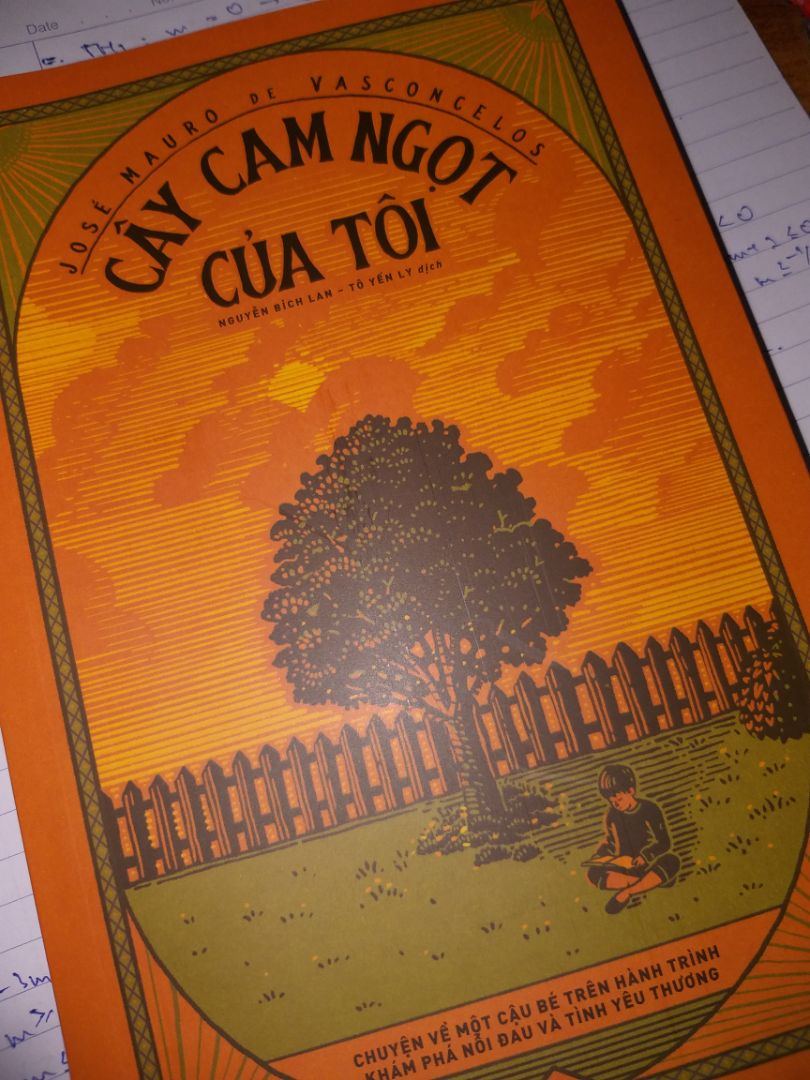 Date
JOSÉ MAURO DE VASCONCELOS
CÂY CAM NGỌT
CỦA TÔI
NGUYỄN BÍCH LAN - TÔ YẾN LY dịch
CHUYỆN VỀ MỘT CẬU BÉ TRÊN HÀNH TRÌNH
KHÁM PHÁ NỖI ĐAU VÀ TÌNH YÊU THƯƠNG